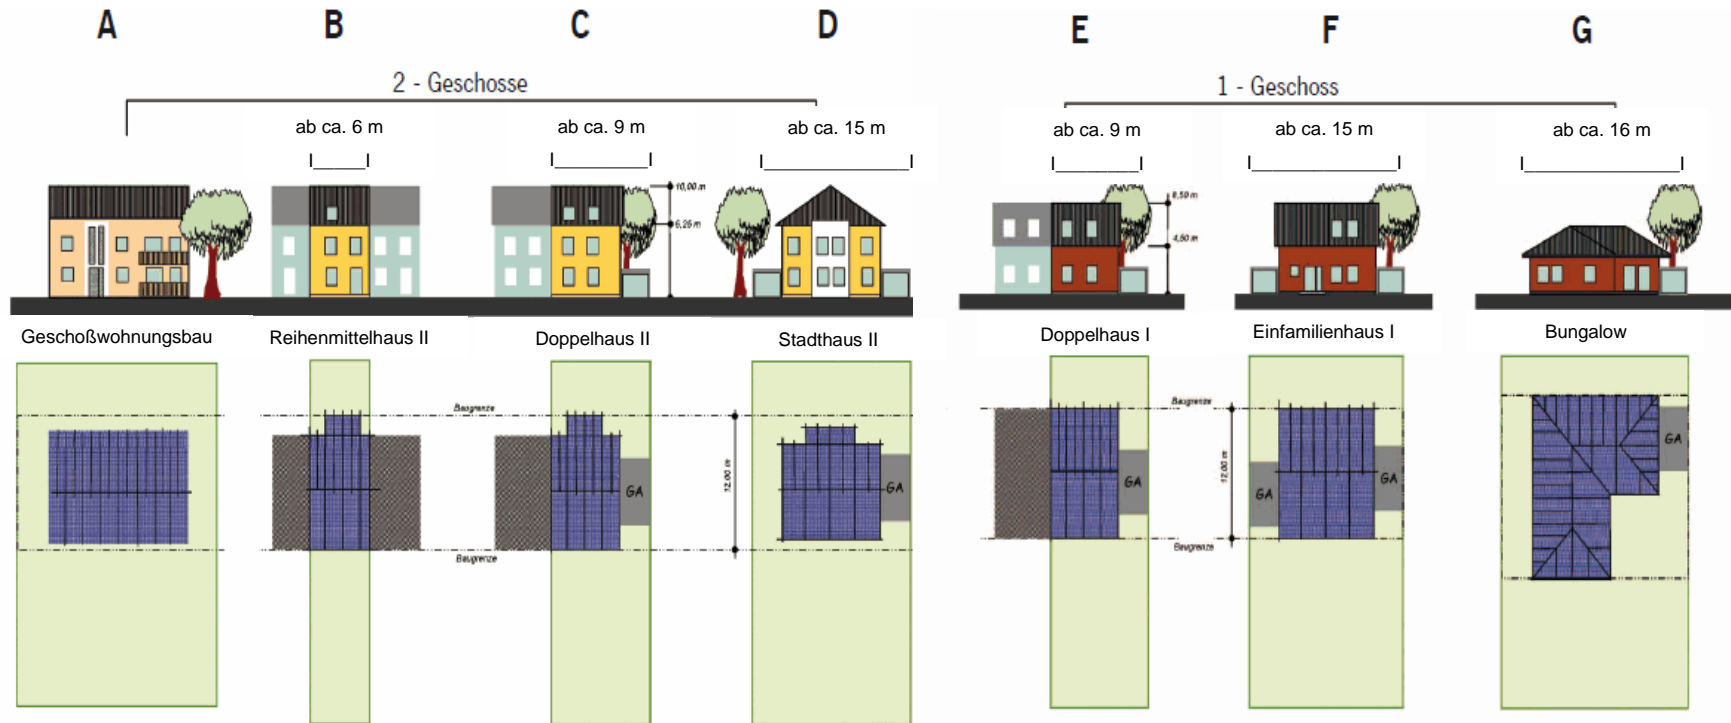 A B C D E F G
2 - Geschosse 1 - Geschoss
ab ca. 6 m ab ca. 9 m ab ca. 15 m ab ca. 9 m ab ca. 15 m ab ca. 16 m
10,00 m
6,25 m
8,50 m
4,50 m
Geschoßwohnungsbau Reihenmittelhaus II Doppelhaus II Stadthaus II Doppelhaus I Einfamilienhaus I Bungalow
Baugrenze Baugrenze
12,00 m 12,00 m
GA GA GA GA GA GA
Baugrenze Baugrenze